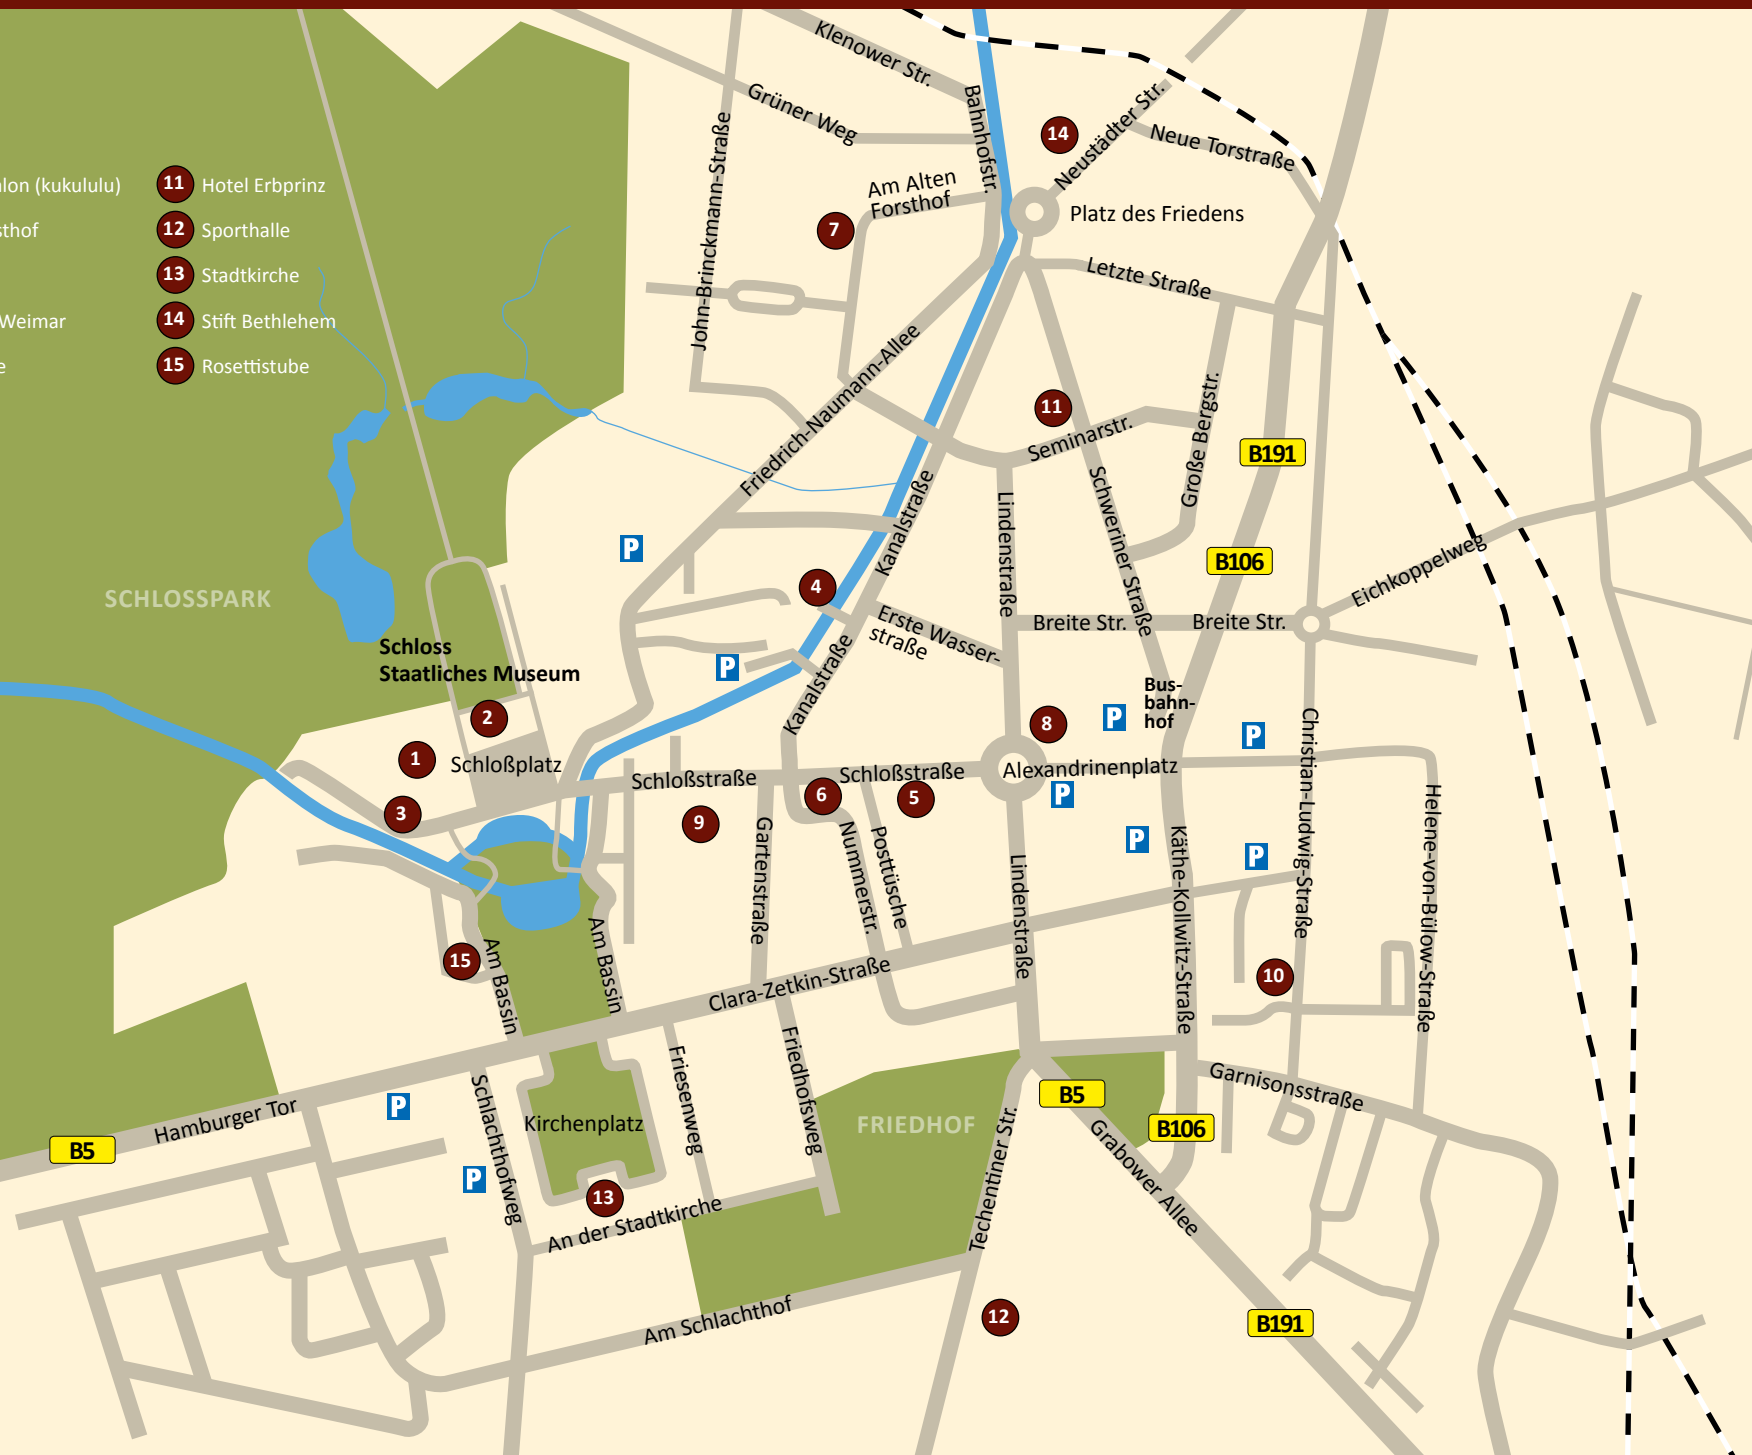 Klenower Str.
Grüner Weg
Bahnhofstr.
14
Neustädter Str.
Neue Torstraße
John-Brinckmann-Straße
Am Alten
Forsthof
7
Platz des Friedens
Letzte Straße
lon (kukululu)
11 Hotel Erbprinz
sthof
12 Sporthalle
13 Stadtkirche
Weimar
14 Stift Bethlehem
e
15 Rosettistube
Friedrich-Naumann-Allee
11
Seminarstr.
Große Bergstr.
B191
Kanalstraße
Lindenstraße
Schweriner Straße
P
B106
Eichkoppelweg
SCHLOSSPARK
4
Erste Wasser-
straße
Breite Str.
Breite Str.
Schloss
Staatliches Museum
P
Kanalstraße
2
8
P
Bus-
bahn-
hof
P
Christian-Ludwig-Straße
1
Schloßplatz
Schloßstraße
Schloßstraße
Alexandrinenplatz
3
9
6
5
P
P
P
Gartenstraße
Nummerstr.
Posttüsche
Lindenstraße
Käthe-Kollwitz-Straße
Helene-von-Bülow-Straße
15
Am Bassin
Am Bassin
Clara-Zetkin-Straße
10
Hamburger Tor
B5
P
P
Schlachthofweg
Kirchenplatz
Friesenweg
Friedhofsweg
FRIEDHOF
B5
B106
Garnisonsstraße
13
An der Stadtkirche
Techentiner Str.
Grabower Allee
Am Schlachthof
12
B191